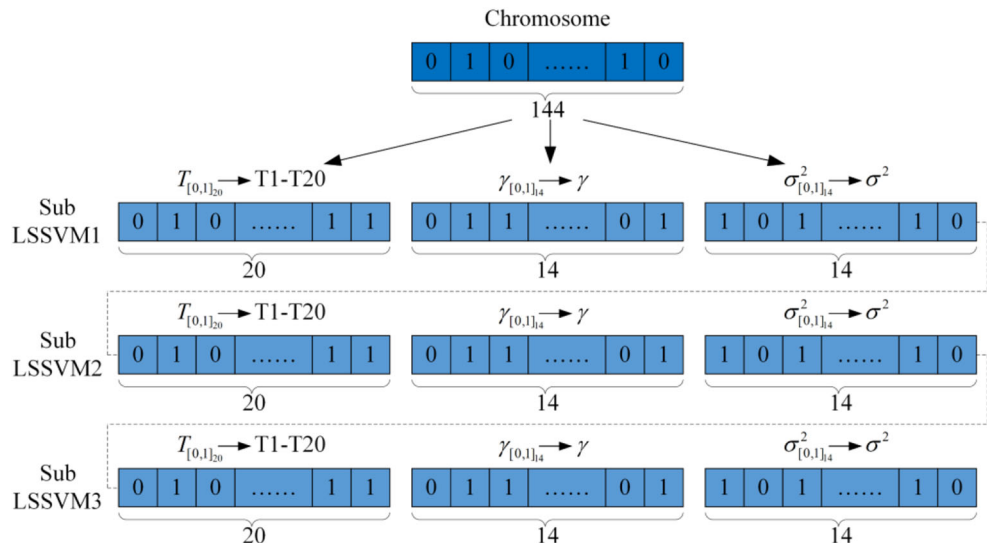 Chromosome
0 1 0 ...... 1 0
144
T[0,1]20 → T1-T20 γ[0,1]14 → γ σ²[0,1]14 → σ²
Sub
LSSVM1
0 1 0 ...... 1 1 0 1 1 ...... 0 1 1 0 1 ...... 1 0
20 14 14
T[0,1]20 → T1-T20 γ[0,1]14 → γ σ²[0,1]14 → σ²
Sub
LSSVM2
0 1 0 ...... 1 1 0 1 1 ...... 0 1 1 0 1 ...... 1 0
20 14 14
T[0,1]20 → T1-T20 γ[0,1]14 → γ σ²[0,1]14 → σ²
Sub
LSSVM3
0 1 0 ...... 1 1 0 1 1 ...... 0 1 1 0 1 ...... 1 0
20 14 14